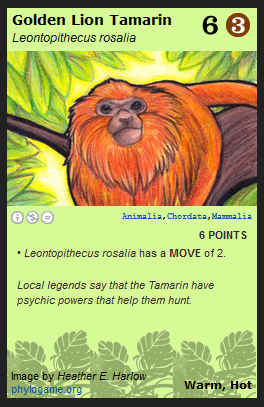 Golden Lion Tamarin 6 3
Leontopithecus rosalia
Animalia,Chordata,Mammalia
6 POINTS
• Leontopithecus rosalia has a MOVE of 2.
Local legends say that the Tamarin have
psychic powers that help them hunt.
Image by Heather E. Harlow
phylogame.org
Warm, Hot